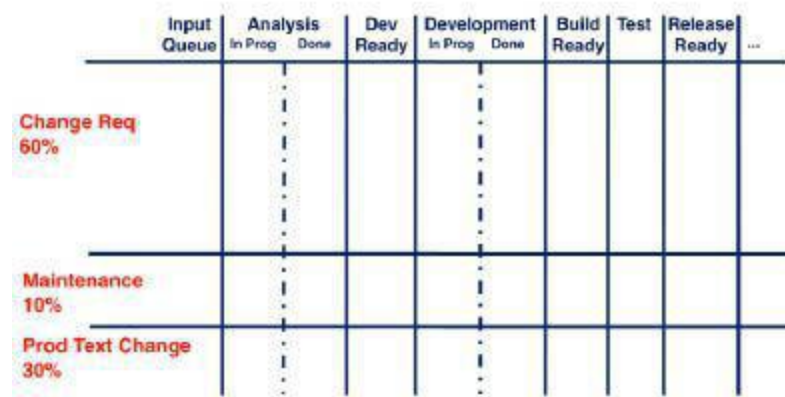 Input Queue
Analysis
In Prog Done
Dev Ready
Development
In Prog Done
Build Ready
Test
Release Ready
...
Change Req
60%
Maintenance
10%
Prod Text Change
30%